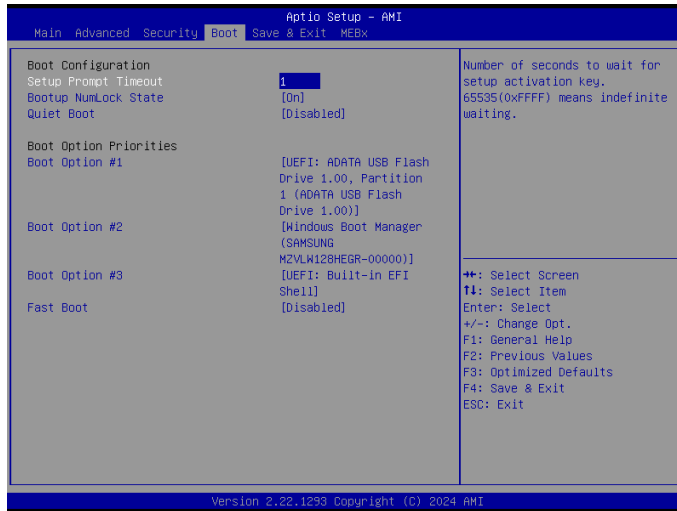 Aptio Setup – AMI
Main Advanced Security Boot Save & Exit MEBx
Boot Configuration
Setup Prompt Timeout 1
Bootup NumLock State [On]
Quiet Boot [Disabled]
Boot Option Priorities
Boot Option #1 [UEFI: ADATA USB Flash
Drive 1.00, Partition
1 (ADATA USB Flash
Drive 1.00)]
Boot Option #2 [Windows Boot Manager
(SAMSUNG
MZVLW128HEGR-00000)]
Boot Option #3 [UEFI: Built-in EFI
Shell]
Fast Boot [Disabled]
Number of seconds to wait for
setup activation key.
65535(0xFFFF) means indefinite
waiting.
→←: Select Screen
↑↓: Select Item
Enter: Select
+/-: Change Opt.
F1: General Help
F2: Previous Values
F3: Optimized Defaults
F4: Save & Exit
ESC: Exit
Version 2.22.1293 Copyright (C) 2024 AMI